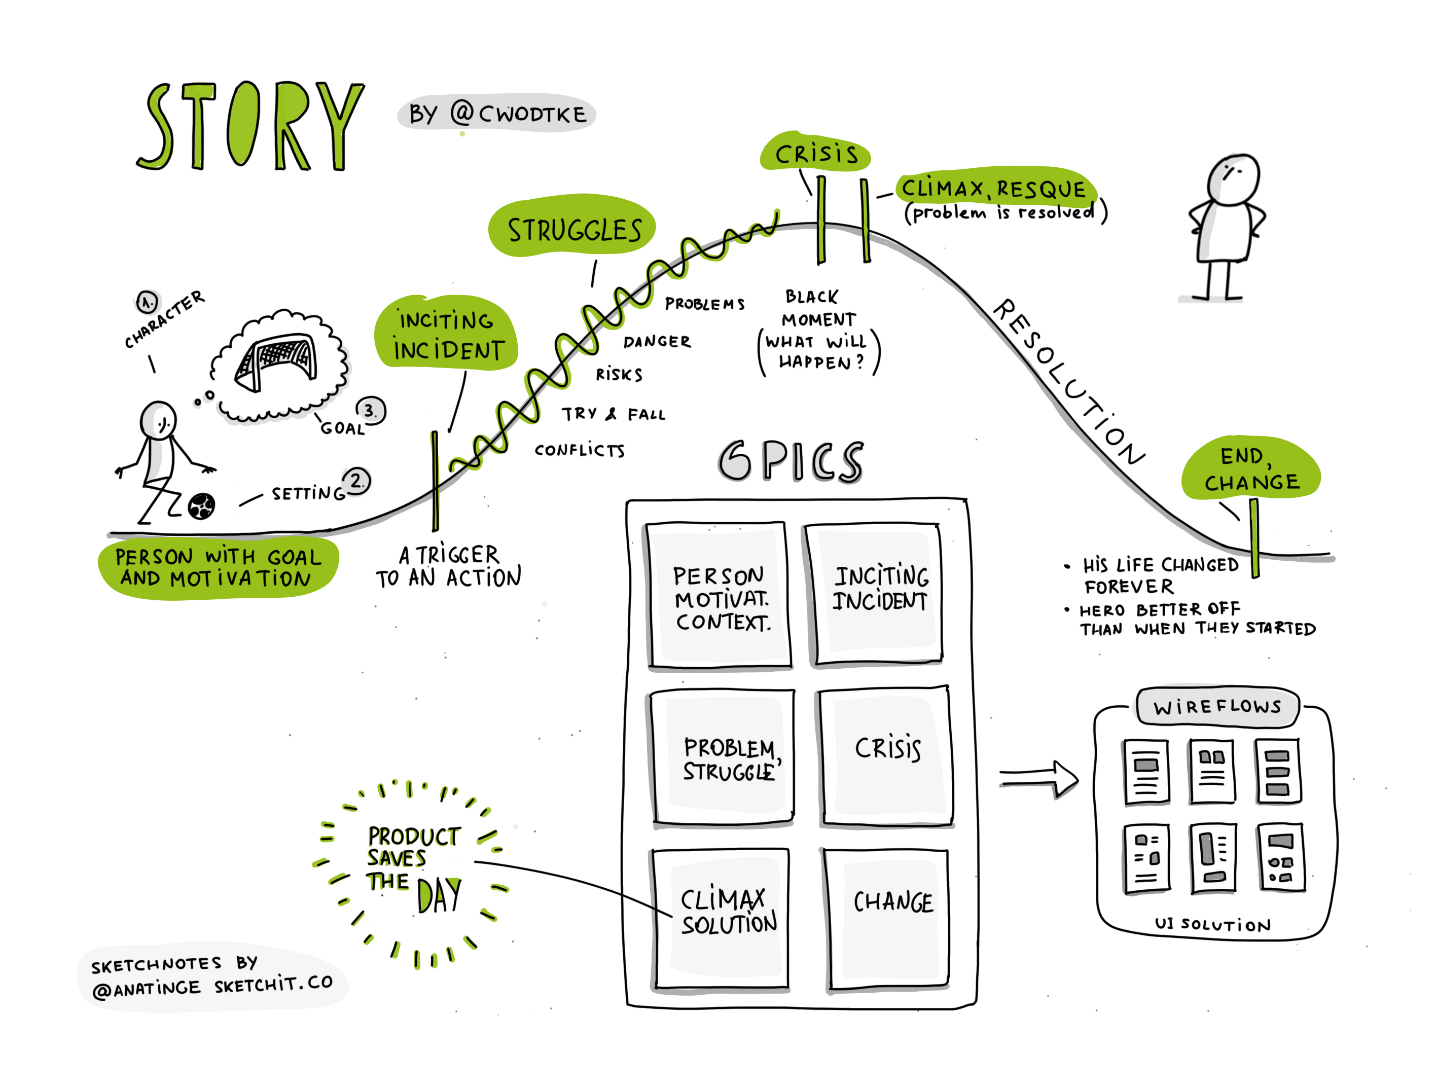 STORY
BY @CWODTKE
CRISIS
CLIMAX, RESQUE
(problem is resolved)
STRUGGLES
1.
CHARACTER
INCITING
INCIDENT
GOAL 3.
SETTING 2.
PERSON WITH GOAL
AND MOTIVATION
A TRIGGER
TO AN ACTION
PROBLEMS
DANGER
RISKS
TRY & FALL
CONFLICTS
BLACK
MOMENT
(WHAT WILL
HAPPEN?)
RESOLUTION
END,
CHANGE
• HIS LIFE CHANGED
FOREVER
• HERO BETTER OFF
THAN WHEN THEY STARTED
6 PICS
PERSON
MOTIVAT.
CONTEXT.
INCITING
INCIDENT
PROBLEM,
STRUGGLE
CRISIS
CLIMAX
SOLUTION
CHANGE
WIREFLOWS
UI SOLUTION
PRODUCT
SAVES
THE DAY
SKETCHNOTES BY
@ANATINGE SKETCHIT.CO